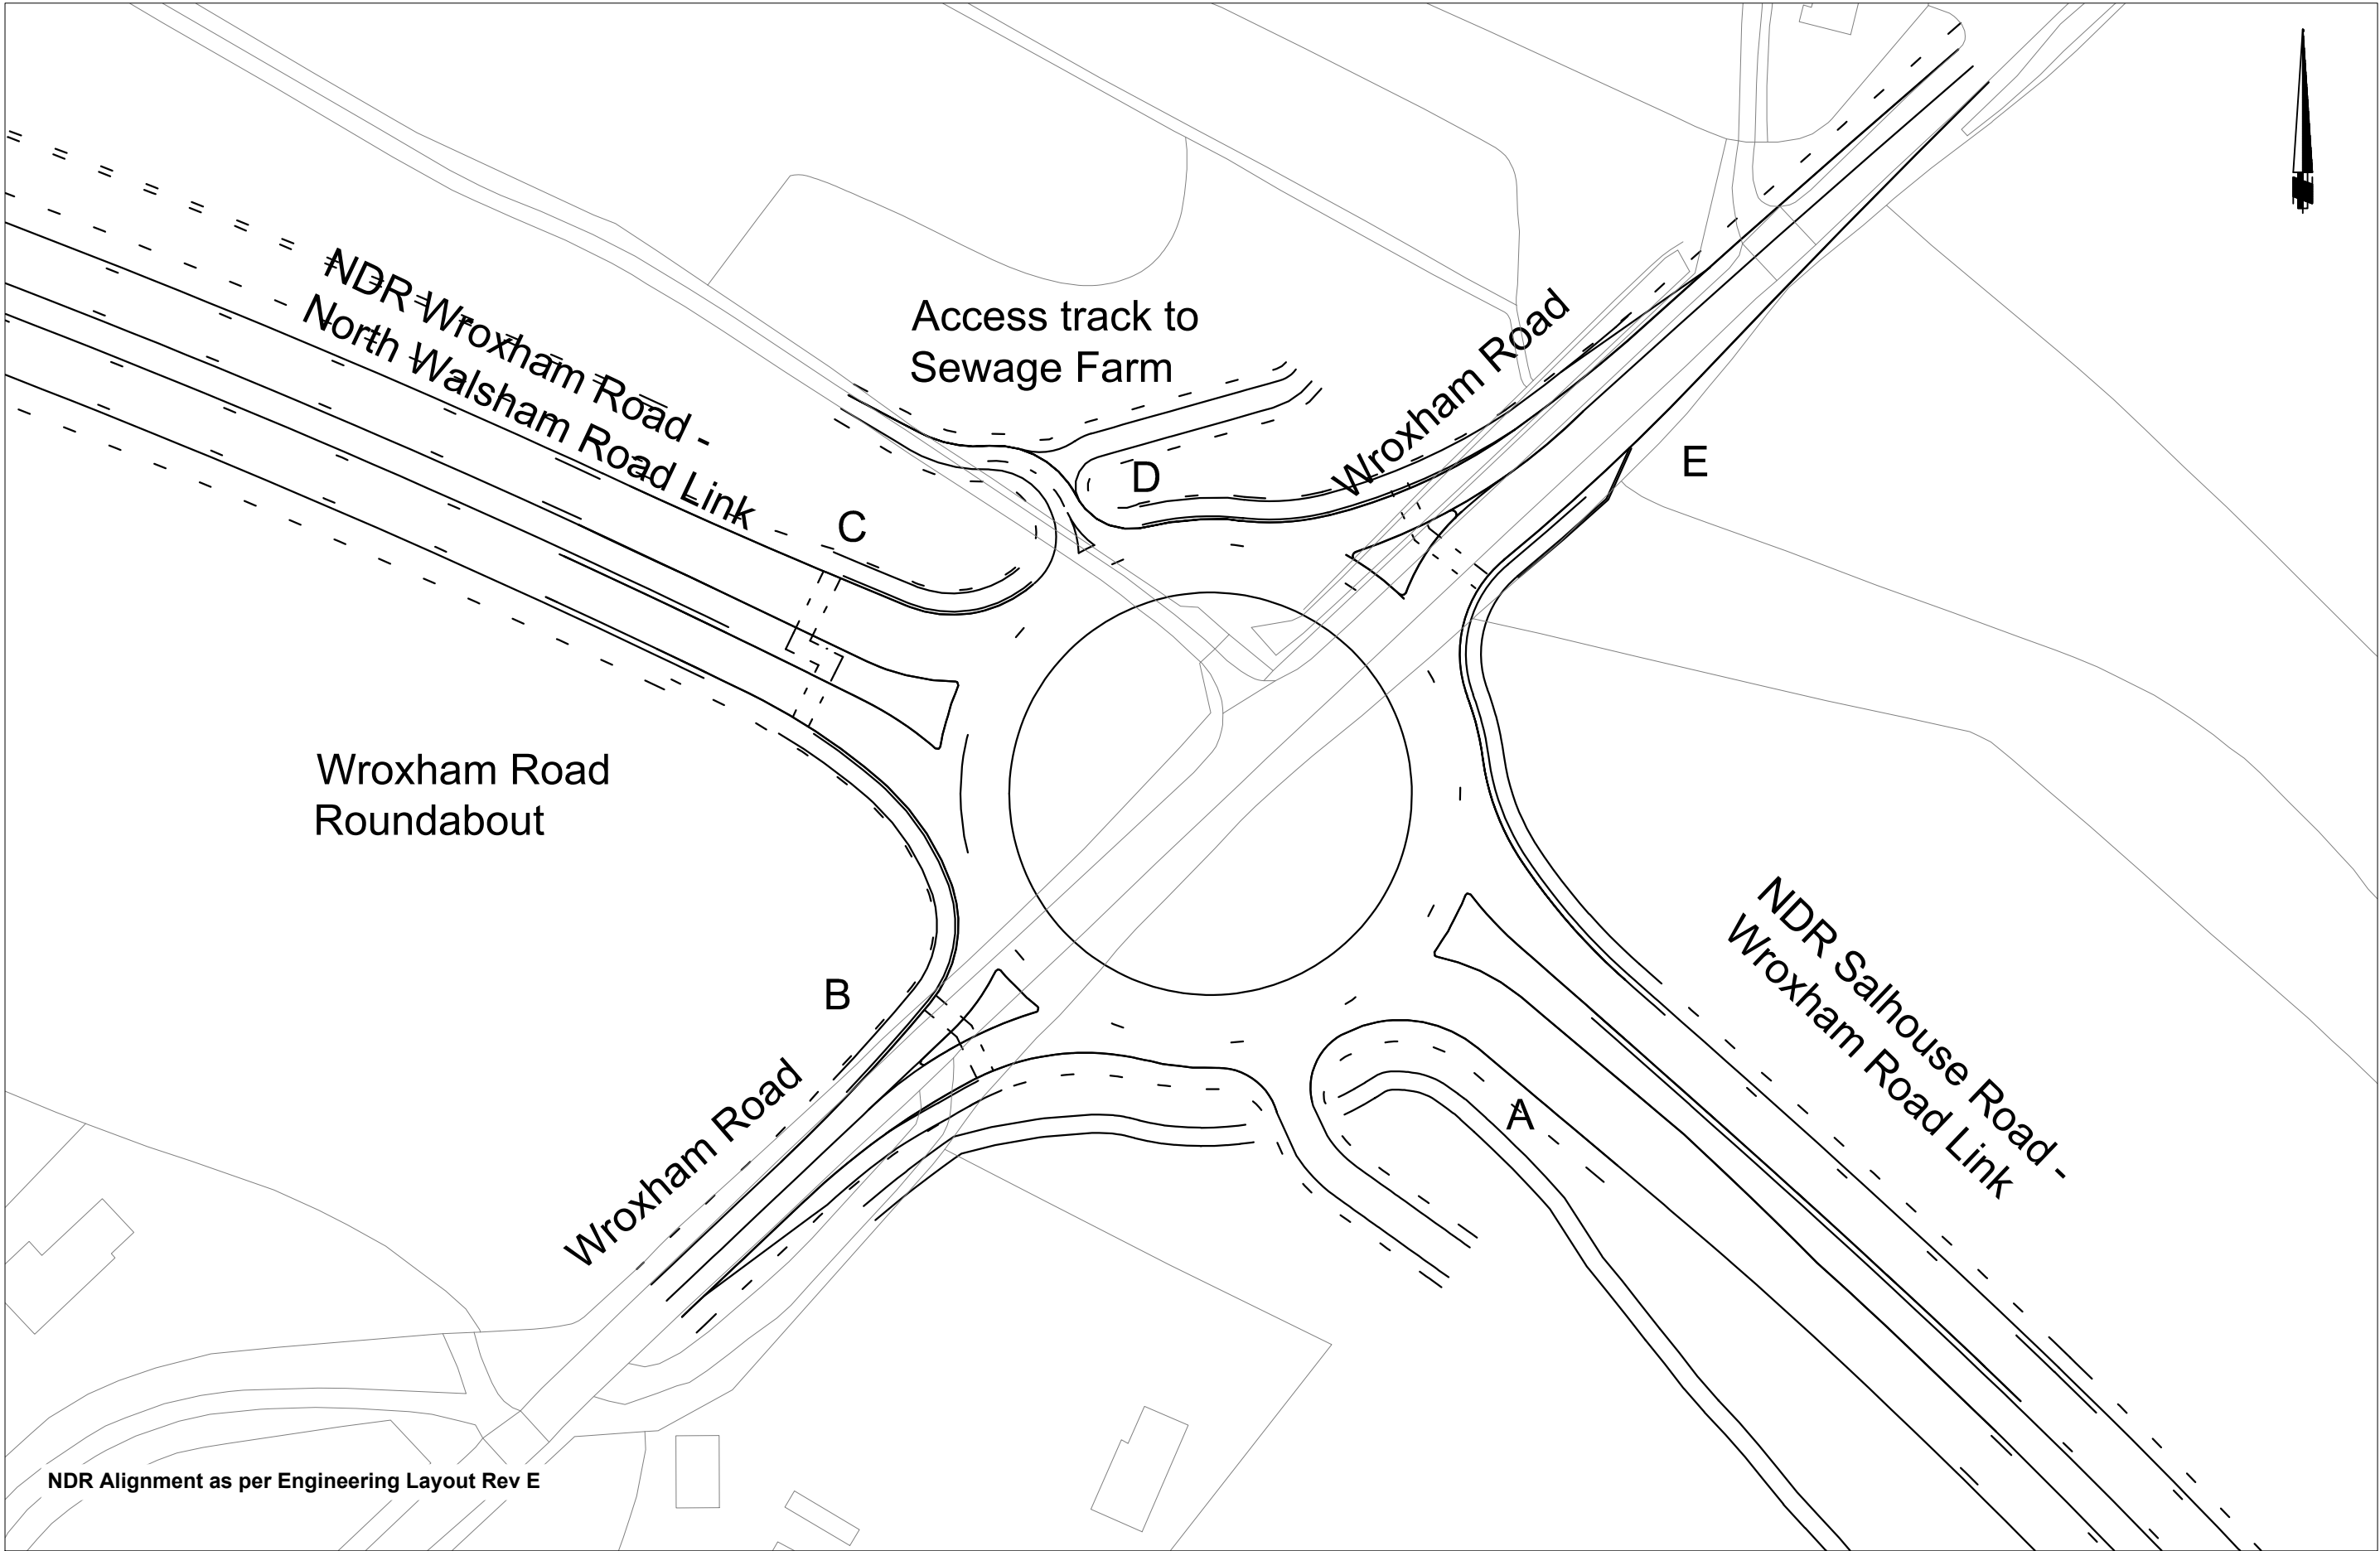 NDR Wroxham Road -
North Walsham Road Link
Access track to
Sewage Farm
Wroxham Road
C
D
E
Wroxham Road
Roundabout
B
A
NDR Salhouse Road -
Wroxham Road Link
Wroxham Road
NDR Alignment as per Engineering Layout Rev E